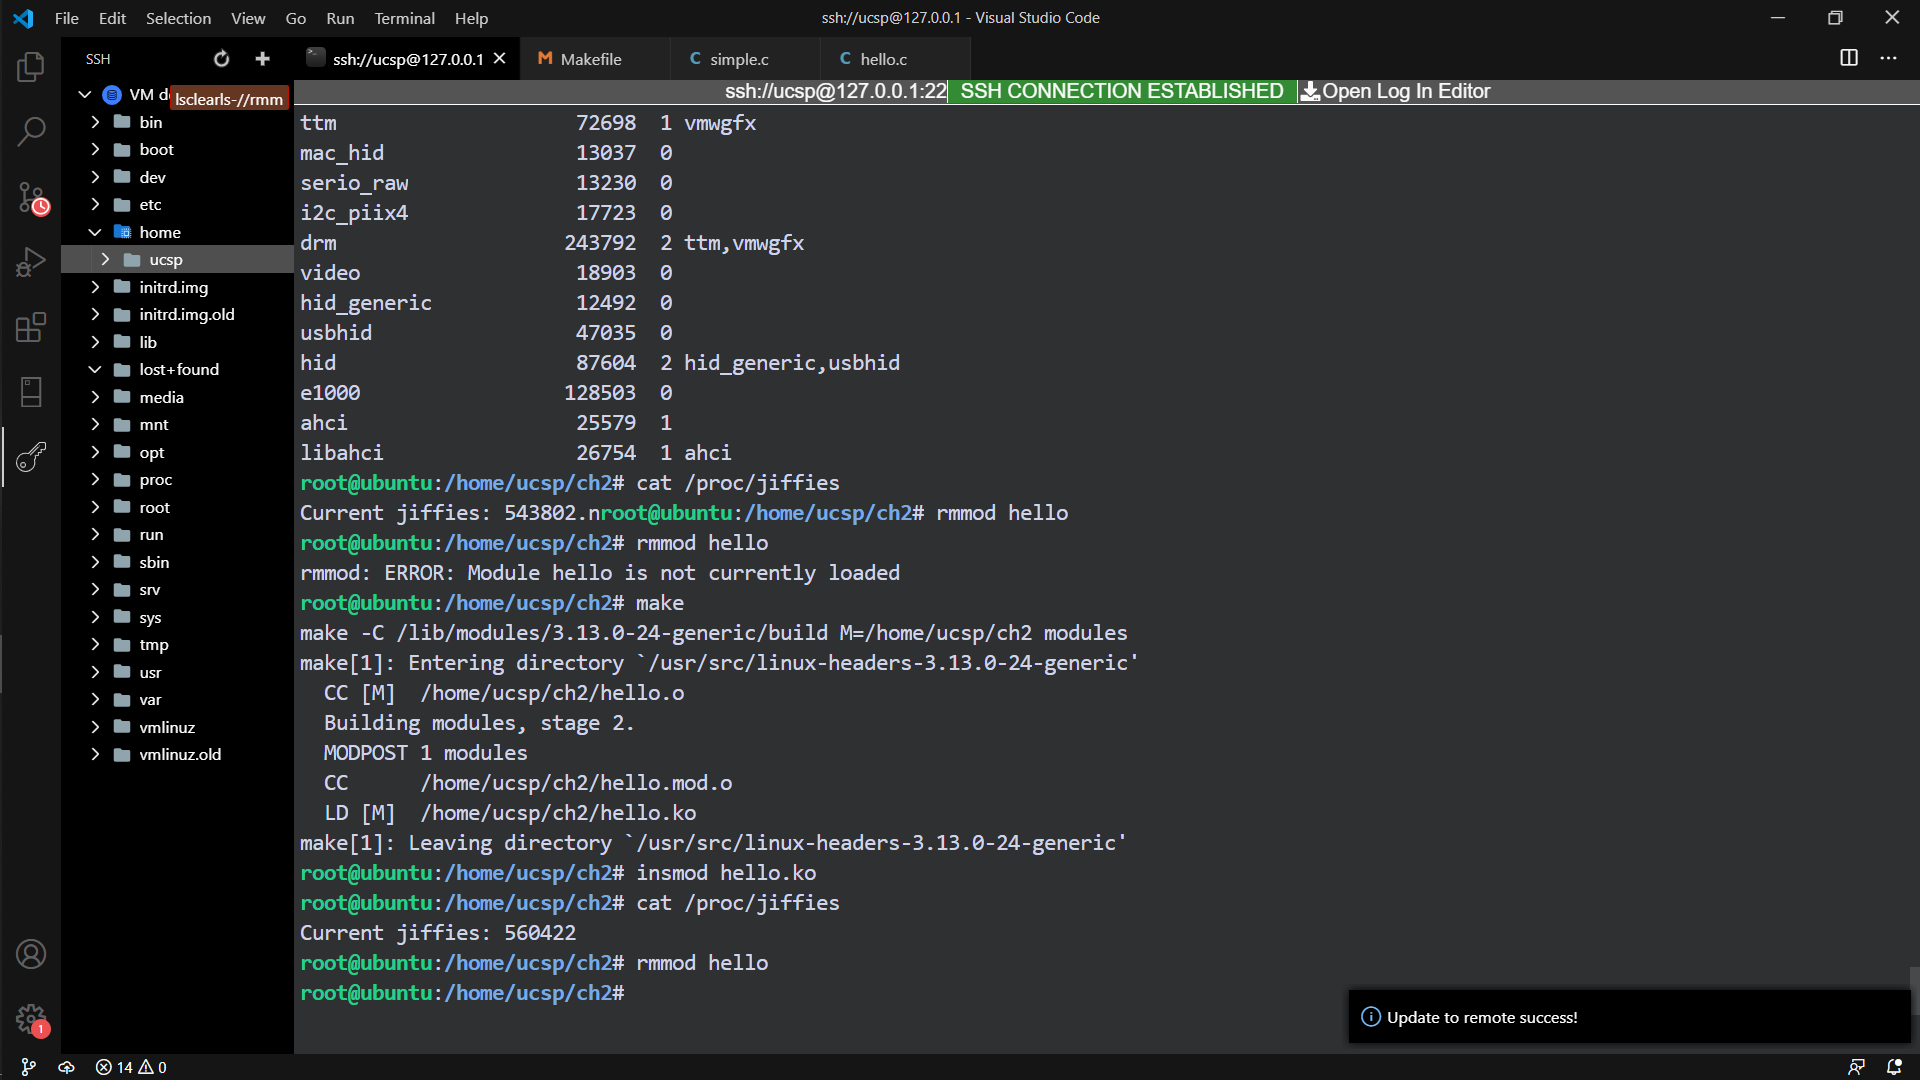 File Edit Selection View Go Run Terminal Help
ssh://ucsp@127.0.0.1 - Visual Studio Code
SSH
ssh://ucsp@127.0.0.1
M Makefile
C simple.c
C hello.c
VM
lsclearls-//rmm
bin
boot
dev
etc
home
ucsp
initrd.img
initrd.img.old
lib
lost+found
media
mnt
opt
proc
root
run
sbin
srv
sys
tmp
usr
var
vmlinuz
vmlinuz.old
ssh://ucsp@127.0.0.1:22 SSH CONNECTION ESTABLISHED Open Log In Editor
ttm 72698 1 vmwgfx
mac_hid 13037 0
serio_raw 13230 0
i2c_piix4 17723 0
drm 243792 2 ttm,vmwgfx
video 18903 0
hid_generic 12492 0
usbhid 47035 0
hid 87604 2 hid_generic,usbhid
e1000 128503 0
ahci 25579 1
libahci 26754 1 ahci
root@ubuntu:/home/ucsp/ch2# cat /proc/jiffies
Current jiffies: 543802.nroot@ubuntu:/home/ucsp/ch2# rmmod hello
root@ubuntu:/home/ucsp/ch2# rmmod hello
rmmod: ERROR: Module hello is not currently loaded
root@ubuntu:/home/ucsp/ch2# make
make -C /lib/modules/3.13.0-24-generic/build M=/home/ucsp/ch2 modules
make[1]: Entering directory `/usr/src/linux-headers-3.13.0-24-generic'
CC [M] /home/ucsp/ch2/hello.o
Building modules, stage 2.
MODPOST 1 modules
CC /home/ucsp/ch2/hello.mod.o
LD [M] /home/ucsp/ch2/hello.ko
make[1]: Leaving directory `/usr/src/linux-headers-3.13.0-24-generic'
root@ubuntu:/home/ucsp/ch2# insmod hello.ko
root@ubuntu:/home/ucsp/ch2# cat /proc/jiffies
Current jiffies: 560422
root@ubuntu:/home/ucsp/ch2# rmmod hello
root@ubuntu:/home/ucsp/ch2#
Update to remote success!
1
14 0